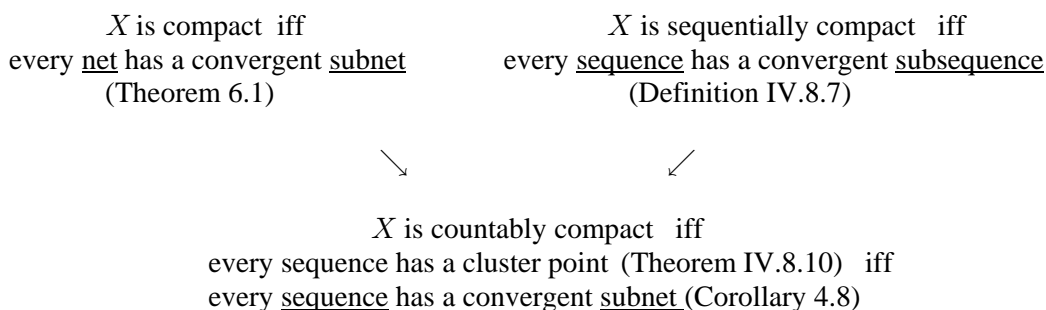 X is compact iff
every net has a convergent subnet
(Theorem 6.1)
X is sequentially compact iff
every sequence has a convergent subsequence
(Definition IV.8.7)
↘ ↙
X is countably compact iff
every sequence has a cluster point (Theorem IV.8.10) iff
every sequence has a convergent subnet (Corollary 4.8)